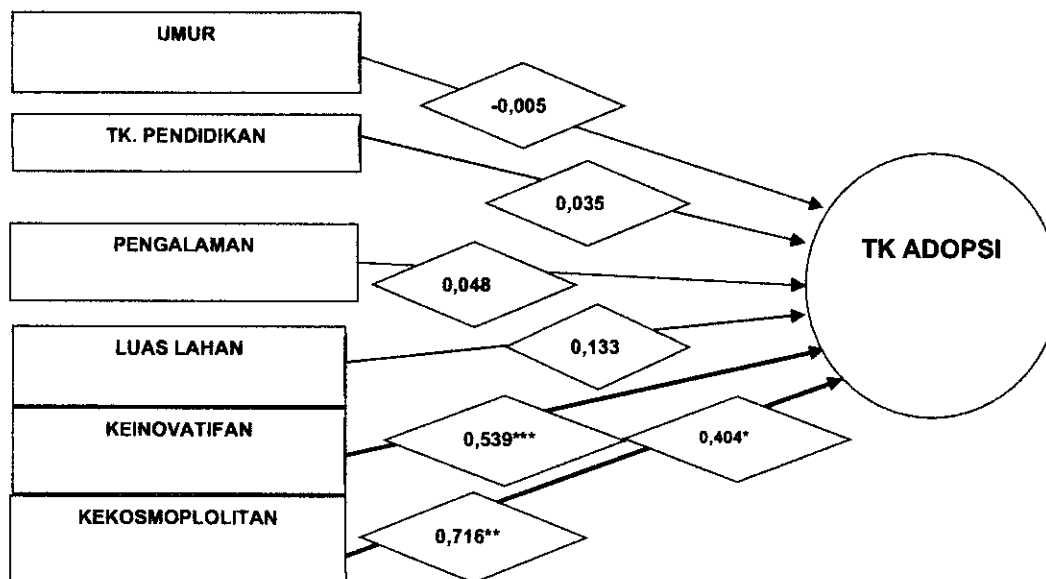 UMUR
-0,005
TK. PENDIDIKAN
0,035
TK ADOPSI
PENGALAMAN
0,048
LUAS LAHAN
0,133
KEINOVATIFAN
0,539***
0,404*
KEKOSMOPLOLITAN
0,716**